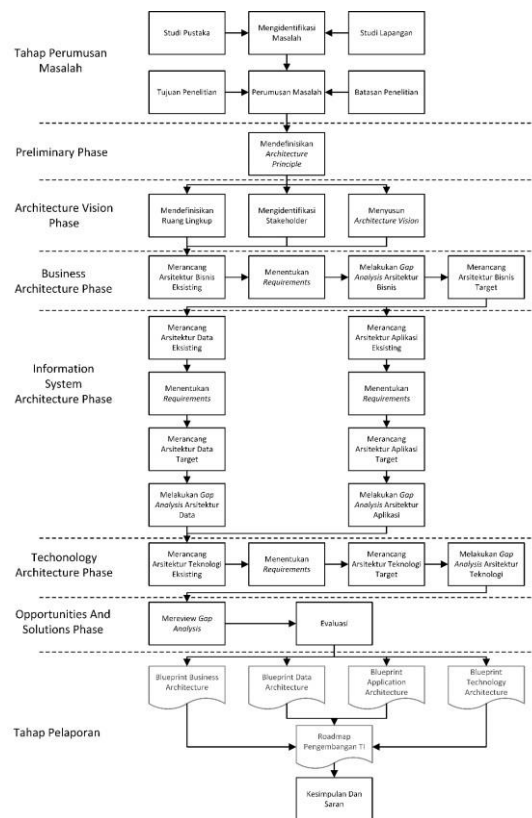 Tahap Perumusan
Masalah
Studi Pustaka
Mengidentifikasi
Masalah
Studi Lapangan
Tujuan Penelitian
Perumusan Masalah
Batasan Penelitian
Preliminary Phase
Mendefinisikan
Architecture
Principle
Architecture Vision
Phase
Mendefinisikan
Ruang Lingkup
Mengidentifikasi
Stakeholder
Menyusun
Architecture Vision
Business
Architecture Phase
Merancang
Arsitektur Bisnis
Eksisting
Menentukan
Requirements
Melakukan Gap
Analysis Arsitektur
Bisnis
Merancang
Arsitektur Bisnis
Target
Information
System
Architecture Phase
Merancang
Arsitektur Data
Eksisting
Merancang
Arsitektur Aplikasi
Eksisting
Menentukan
Requirements
Menentukan
Requirements
Merancang
Arsitektur Data
Target
Merancang
Arsitektur Aplikasi
Target
Melakukan Gap
Analysis Arsitektur
Data
Melakukan Gap
Analysis Arsitektur
Aplikasi
Techonology
Architecture Phase
Merancang
Arsitektur Teknologi
Eksisting
Menentukan
Requirements
Merancang
Arsitektur Teknologi
Target
Melakukan Gap
Analysis Arsitektur
Teknologi
Opportunities And
Solutions Phase
Mereview Gap
Analysis
Evaluasi
Tahap Pelaporan
Blueprint Business
Architecture
Blueprint Data
Architecture
Blueprint
Application
Architecture
Blueprint
Technology
Architecture
Roadmap
Pengembangan TI
Kesimpulan Dan
Saran